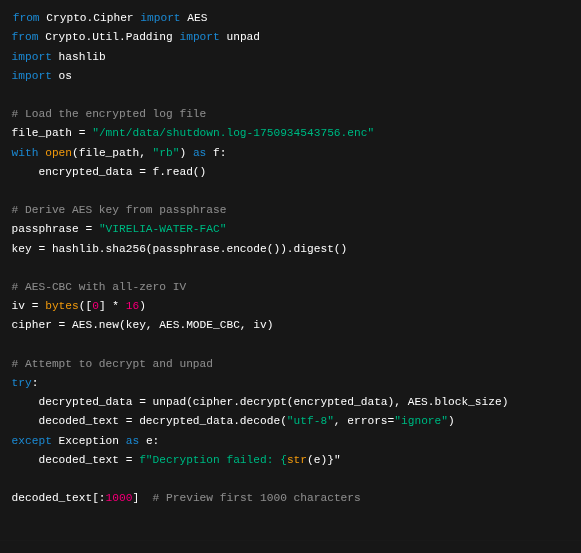 from Crypto.Cipher import AES
from Crypto.Util.Padding import unpad
import hashlib
import os

# Load the encrypted log file
file_path = "/mnt/data/shutdown.log-1750934543756.enc"
with open(file_path, "rb") as f:
    encrypted_data = f.read()

# Derive AES key from passphrase
passphrase = "VIRELIA-WATER-FAC"
key = hashlib.sha256(passphrase.encode()).digest()

# AES-CBC with all-zero IV
iv = bytes([0] * 16)
cipher = AES.new(key, AES.MODE_CBC, iv)

# Attempt to decrypt and unpad
try:
    decrypted_data = unpad(cipher.decrypt(encrypted_data), AES.block_size)
    decoded_text = decrypted_data.decode("utf-8", errors="ignore")
except Exception as e:
    decoded_text = f"Decryption failed: {str(e)}"

decoded_text[:1000]  # Preview first 1000 characters